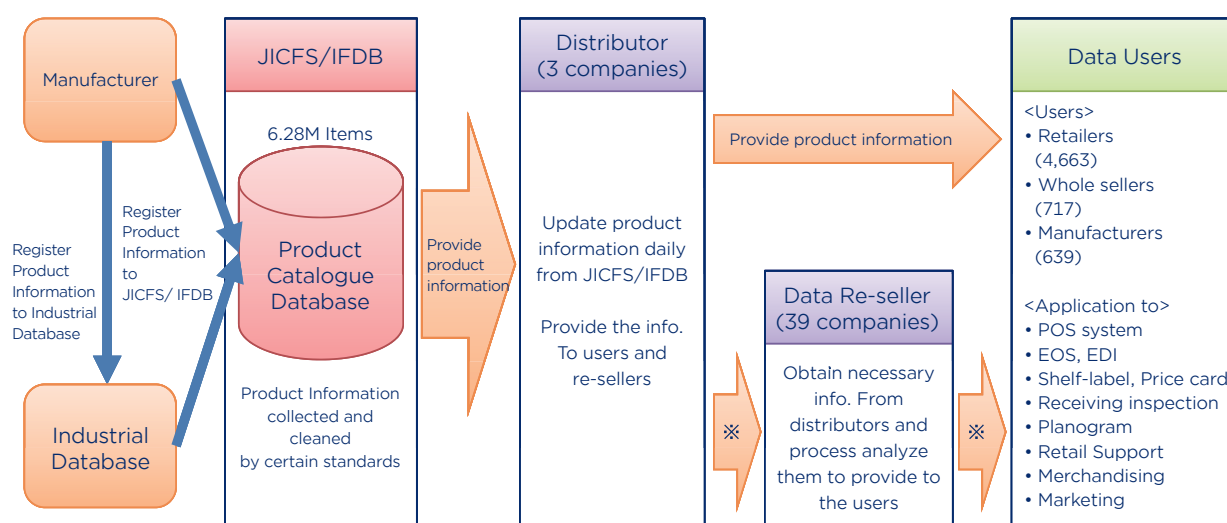 Manufacturer
Register
Product
Information
to Industrial
Database
Register
Product
Information
to
JICFS/ IFDB
Industrial
Database
JICFS/IFDB
6.28M Items
Product
Catalogue
Database
Product Information
collected and
cleaned
by certain standards
Provide
product
information
Distributor
(3 companies)
Update product
information daily
from JICFS/IFDB
Provide the info.
To users and
re-sellers
Provide product information
※
Data Re-seller
(39 companies)
Obtain necessary
info. From
distributors and
process analyze
them to provide to
the users
※
Data Users
<Users>
• Retailers
(4,663)
• Whole sellers
(717)
• Manufacturers
(639)
<Application to>
• POS system
• EOS, EDI
• Shelf-label, Price card
• Receiving inspection
• Planogram
• Retail Support
• Merchandising
• Marketing